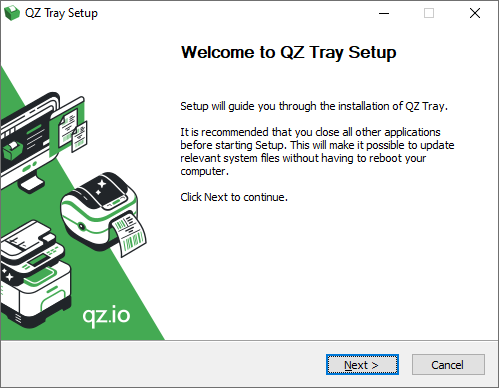 QZ Tray Setup
Welcome to QZ Tray Setup
Setup will guide you through the installation of QZ Tray.
It is recommended that you close all other applications
before starting Setup. This will make it possible to update
relevant system files without having to reboot your
computer.
Click Next to continue.
qz.io
Next >
Cancel